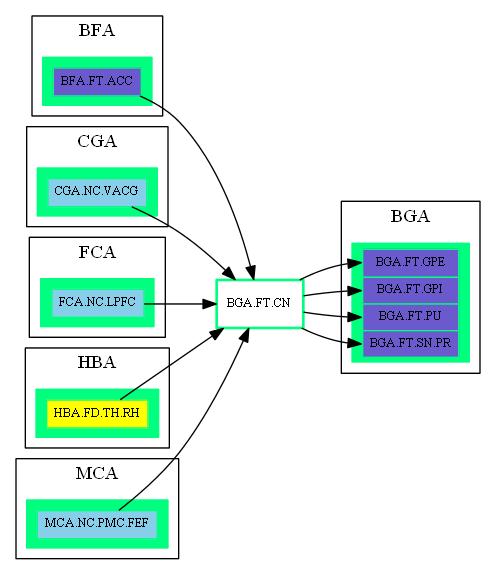 BFA
BFA.FT.ACC
CGA
CGA.NC.VACG
FCA
FCA.NC.LPFC
HBA
HBA.FD.TH.RH
MCA
MCA.NC.PMC.FEF
BGA.FT.CN
BGA
BGA.FT.GPE
BGA.FT.GPI
BGA.FT.PU
BGA.FT.SN.PR